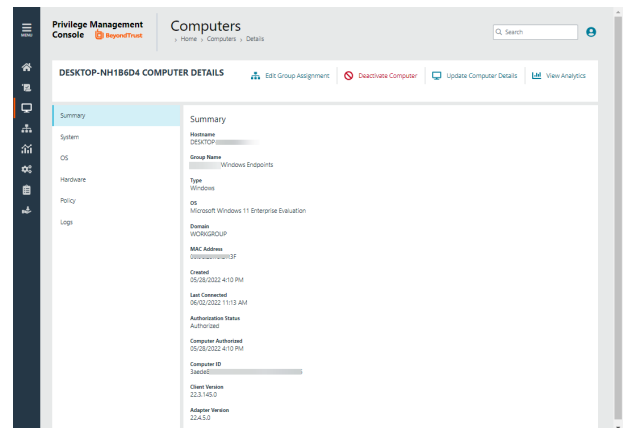 Privilege Management
Console BeyondTrust
MENU
Computers
› Home › Computers › Details
Search
DESKTOP-NH1B6D4 COMPUTER DETAILS
Edit Group Assignment
Deactivate Computer
Update Computer Details
View Analytics
Summary
System
OS
Hardware
Policy
Logs
Summary
Hostname
DESKTOP
Group Name
Windows Endpoints
Type
Windows
OS
Microsoft Windows 11 Enterprise Evaluation
Domain
WORKGROUP
MAC Address
3F
Created
05/28/2022 4:10 PM
Last Connected
06/02/2022 11:13 AM
Authorization Status
Authorized
Computer Authorized
05/28/2022 4:10 PM
Computer ID
3aede8
Client Version
22.3.145.0
Adapter Version
22.4.5.0